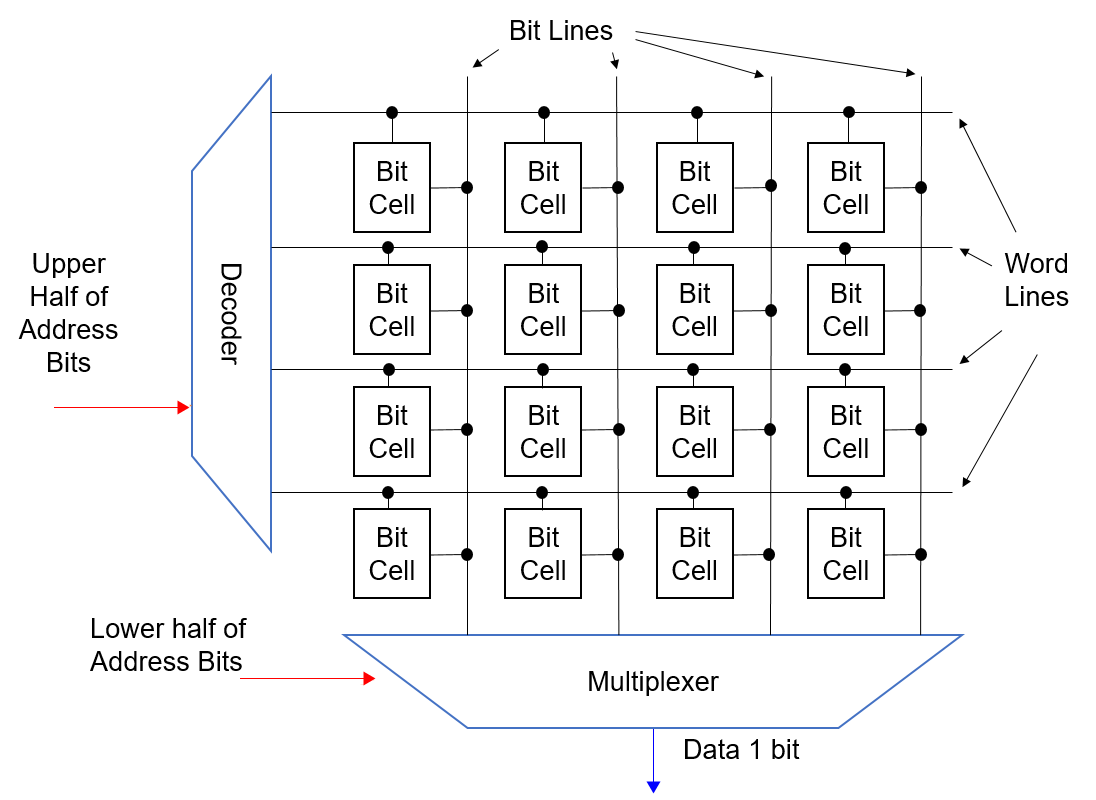 Bit Lines
Bit
Cell
Bit
Cell
Bit
Cell
Bit
Cell
Upper
Half of
Address
Bits
Decoder
Word
Lines
Bit
Cell
Bit
Cell
Bit
Cell
Bit
Cell
Bit
Cell
Bit
Cell
Bit
Cell
Bit
Cell
Bit
Cell
Bit
Cell
Bit
Cell
Bit
Cell
Lower half of
Address Bits
Multiplexer
Data 1 bit